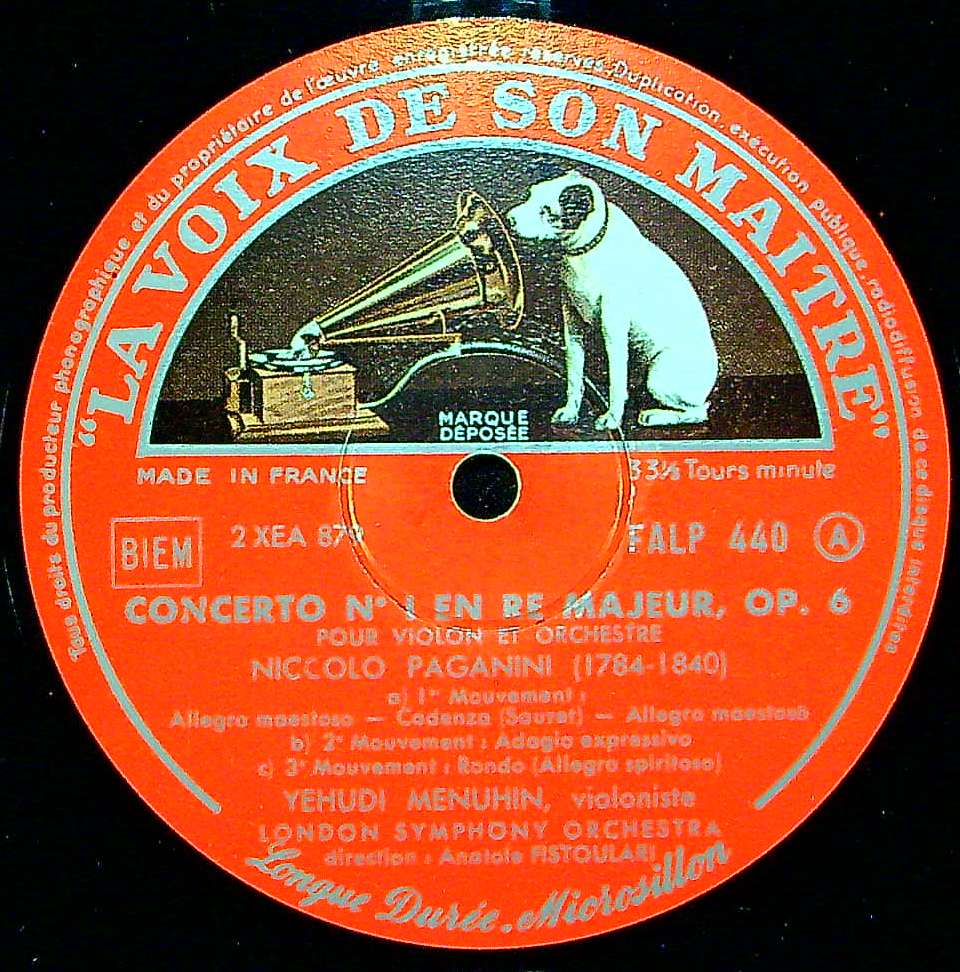 Tous droits du producteur phonographique et du propriétaire de l'œuvre enregistrée réservés. Duplication, exécution publique, radiodiffusion de ce disque interdites
"LA VOIX DE SON MAITRE"
MARQUE
DÉPOSÉE
MADE IN FRANCE
33⅓ Tours minute
BIEM
2 XEA 879
FALP 440 A
CONCERTO N° 1 EN RE MAJEUR, OP. 6
POUR VIOLON ET ORCHESTRE
NICCOLO PAGANINI (1784-1840)
a) 1er Mouvement :
Allegro maestoso — Cadenza (Sauret) — Allegro maestoso
b) 2e Mouvement : Adagio expressivo
c) 3e Mouvement : Rondo (Allegro spiritoso)
YEHUDI MENUHIN, violoniste
LONDON SYMPHONY ORCHESTRA
direction : Anatole FISTOULARI
Longue Durée. Microsillon